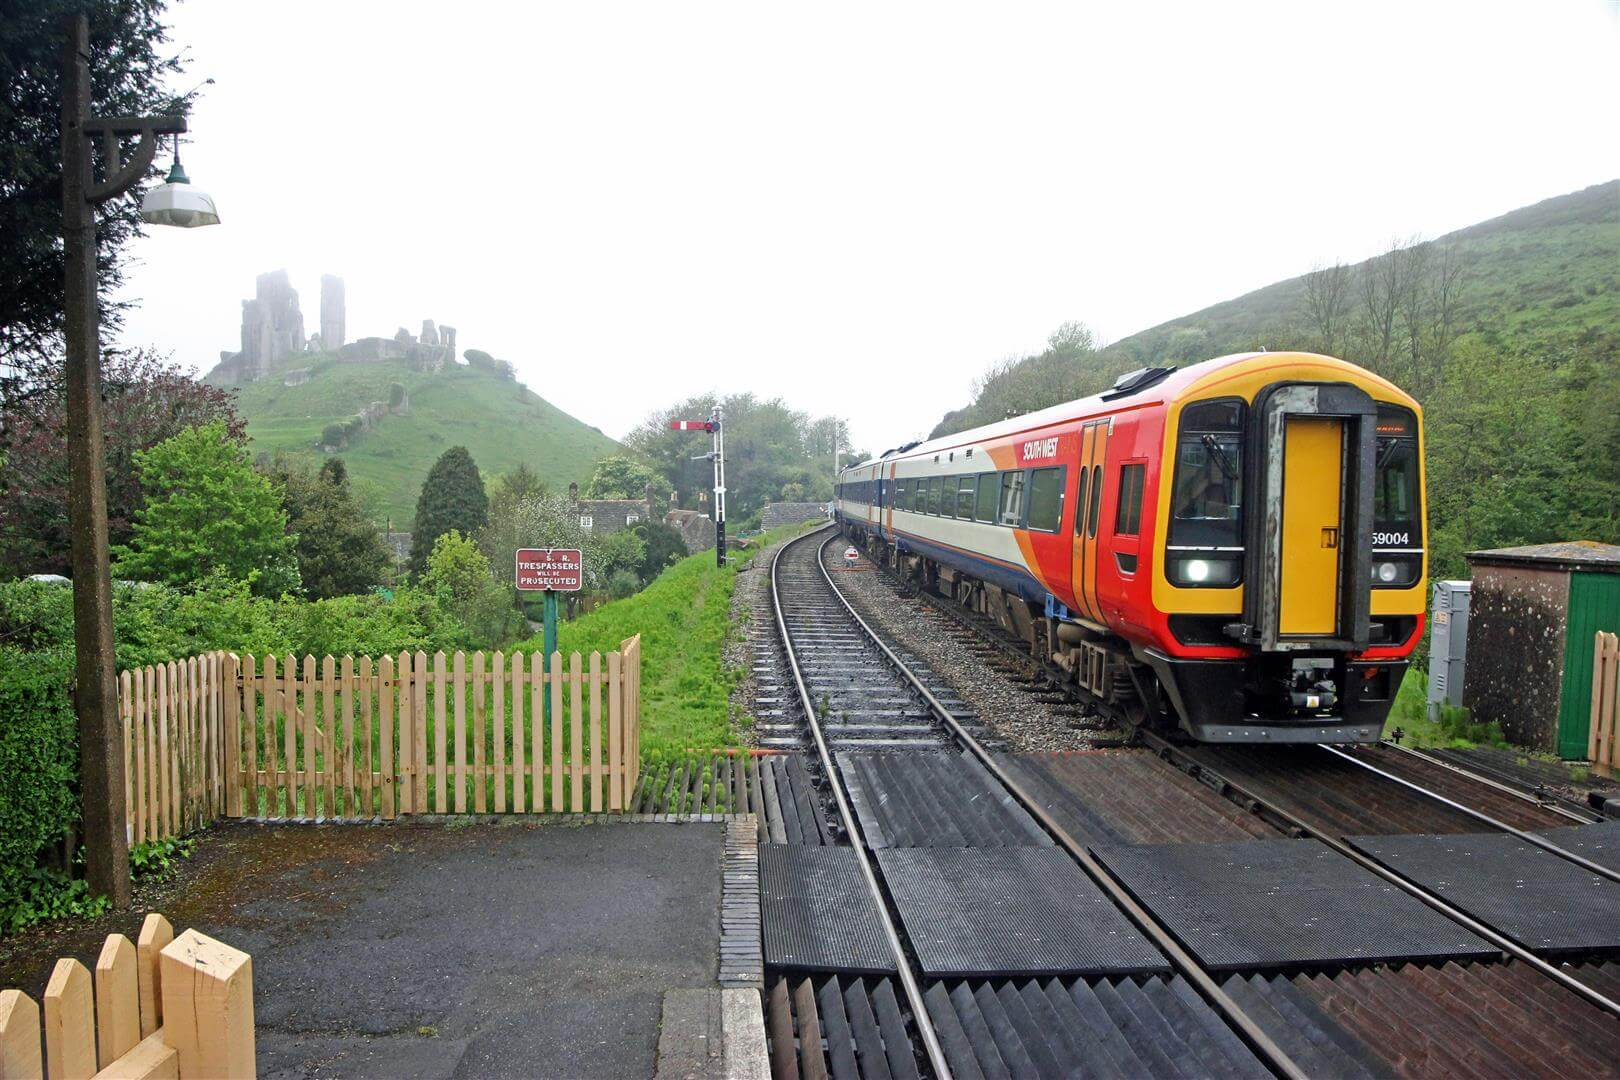 SOUTH WEST
59004
S. R.
TRESPASSERS
WILL BE
PROSECUTED